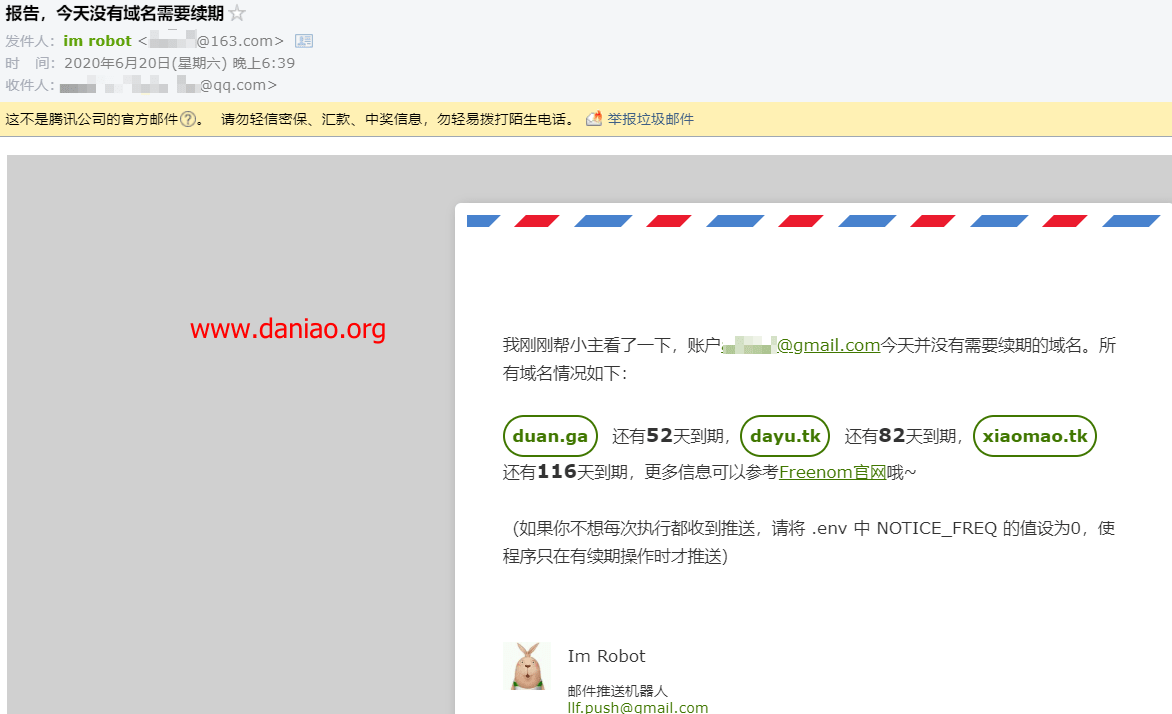 报告，今天没有域名需要续期
发件人：im robot <@163.com>
时　间：2020年6月20日(星期六) 晚上6:39
收件人：@qq.com>
这不是腾讯公司的官方邮件?。 请勿轻信密保、汇款、中奖信息，勿轻易拨打陌生电话。 举报垃圾邮件
www.daniao.org
我刚刚帮小主看了一下，账户@gmail.com今天并没有需要续期的域名。所
有域名情况如下：
duan.ga 还有52天到期，dayu.tk 还有82天到期，xiaomao.tk
还有116天到期，更多信息可以参考Freenom官网哦~
（如果你不想每次执行都收到推送，请将 .env 中 NOTICE_FREQ 的值设为0，使
程序只在有续期操作时才推送）
Im Robot
邮件推送机器人
llf.push@gmail.com